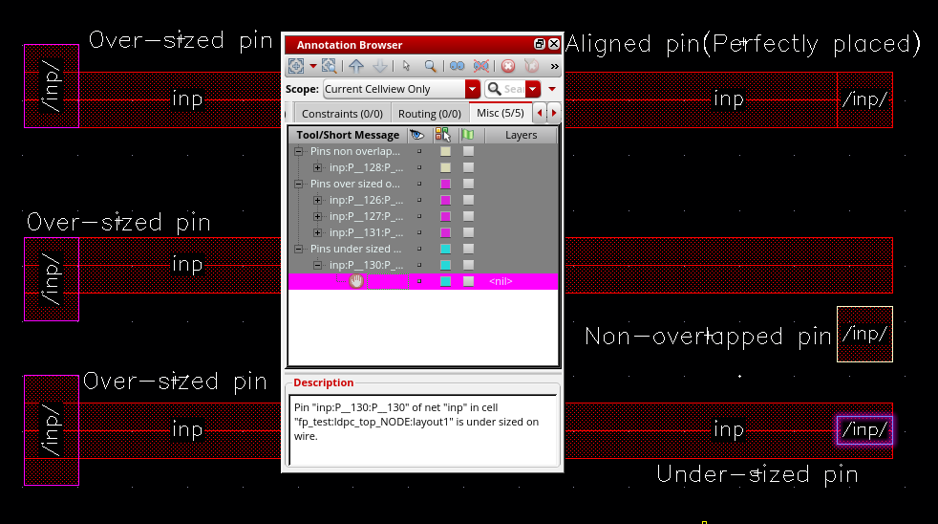 Over-sized pin
Aligned pin(Perfectly placed)
/inp/
inp
inp
/inp/
Over-sized pin
/inp/
inp
Non-overlapped pin
/inp/
Over-sized pin
/inp/
inp
inp
/inp/
Under-sized pin
Annotation Browser
Scope:
Current Cellview Only
Sea
Constraints (0/0)
Routing (0/0)
Misc (5/5)
Tool/Short Message
Layers
Pins non overlap...
inp:P__128:P_...
Pins over sized o...
inp:P__126:P_...
inp:P__127:P_...
inp:P__131:P_...
Pins under sized ...
inp:P__130:P_...
<nil>
Description
Pin "inp:P__130:P__130" of net "inp" in cell
"fp_test:ldpc_top_NODE:layout1" is under sized on
wire.